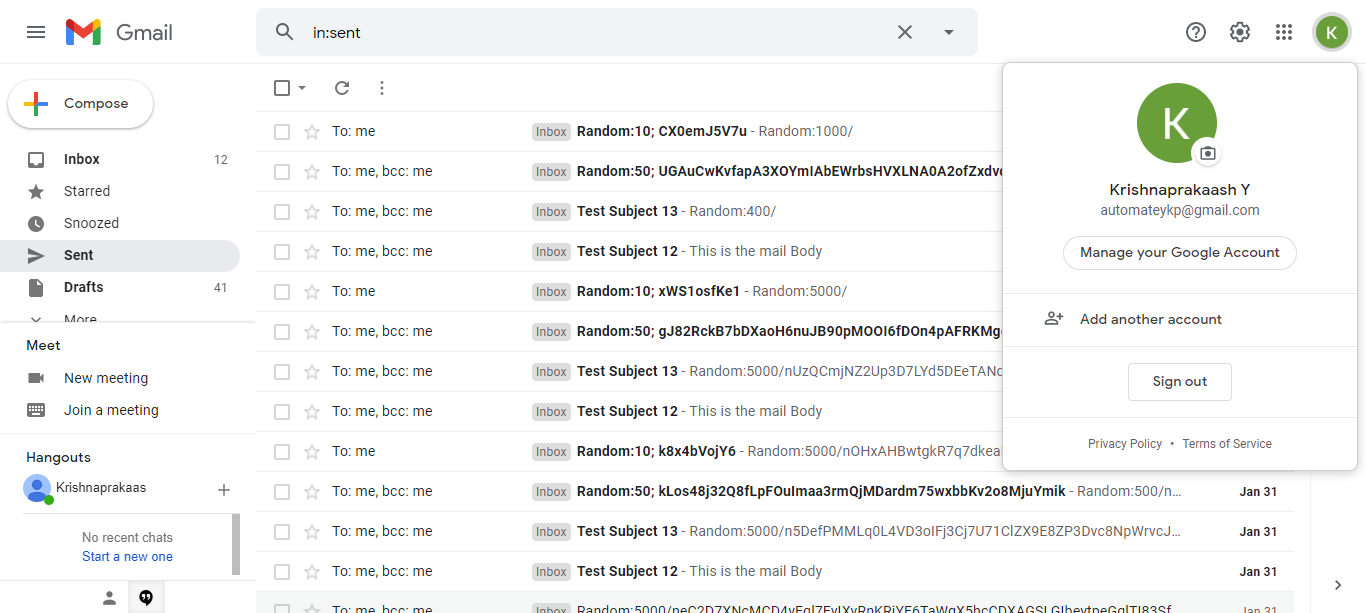 Gmail
in:sent
K
Compose
Inbox 12
Starred
Snoozed
Sent
Drafts 41
More
Meet
New meeting
Join a meeting
Hangouts
Krishnaprakaas
No recent chats
Start a new one
To: me Inbox Random:10; CX0emJ5V7u - Random:1000/
To: me, bcc: me Inbox Random:50;
To: me, bcc: me Inbox Test Subject 13 - Random:400/
To: me, bcc: me Inbox Test Subject 12 - This is the mail Body
To: me Inbox Random:10; xWS1osfKe1 - Random:5000/
To: me, bcc: me Inbox Random:50;
To: me, bcc: me Inbox Test Subject 13 - Random:5000/nUzQCmjNZ2Up3D7LYd5DEeTANc
To: me, bcc: me Inbox Test Subject 12 - This is the mail Body
To: me Inbox Random:10; k8x4bVojY6 - Random:5000/nOHxAHBwtgkR7q7dkea
To: me, bcc: me Inbox Random:50; - Random:500/n... Jan 31
To: me, bcc: me Inbox Test Subject 13 - Jan 31
To: me, bcc: me Inbox Test Subject 12 - This is the mail Body Jan 31
To: me, bcc: me Inbox Jan 31
K
Krishnaprakaash Y
automateykp@gmail.com
Manage your Google Account
Add another account
Sign out
Privacy Policy • Terms of Service